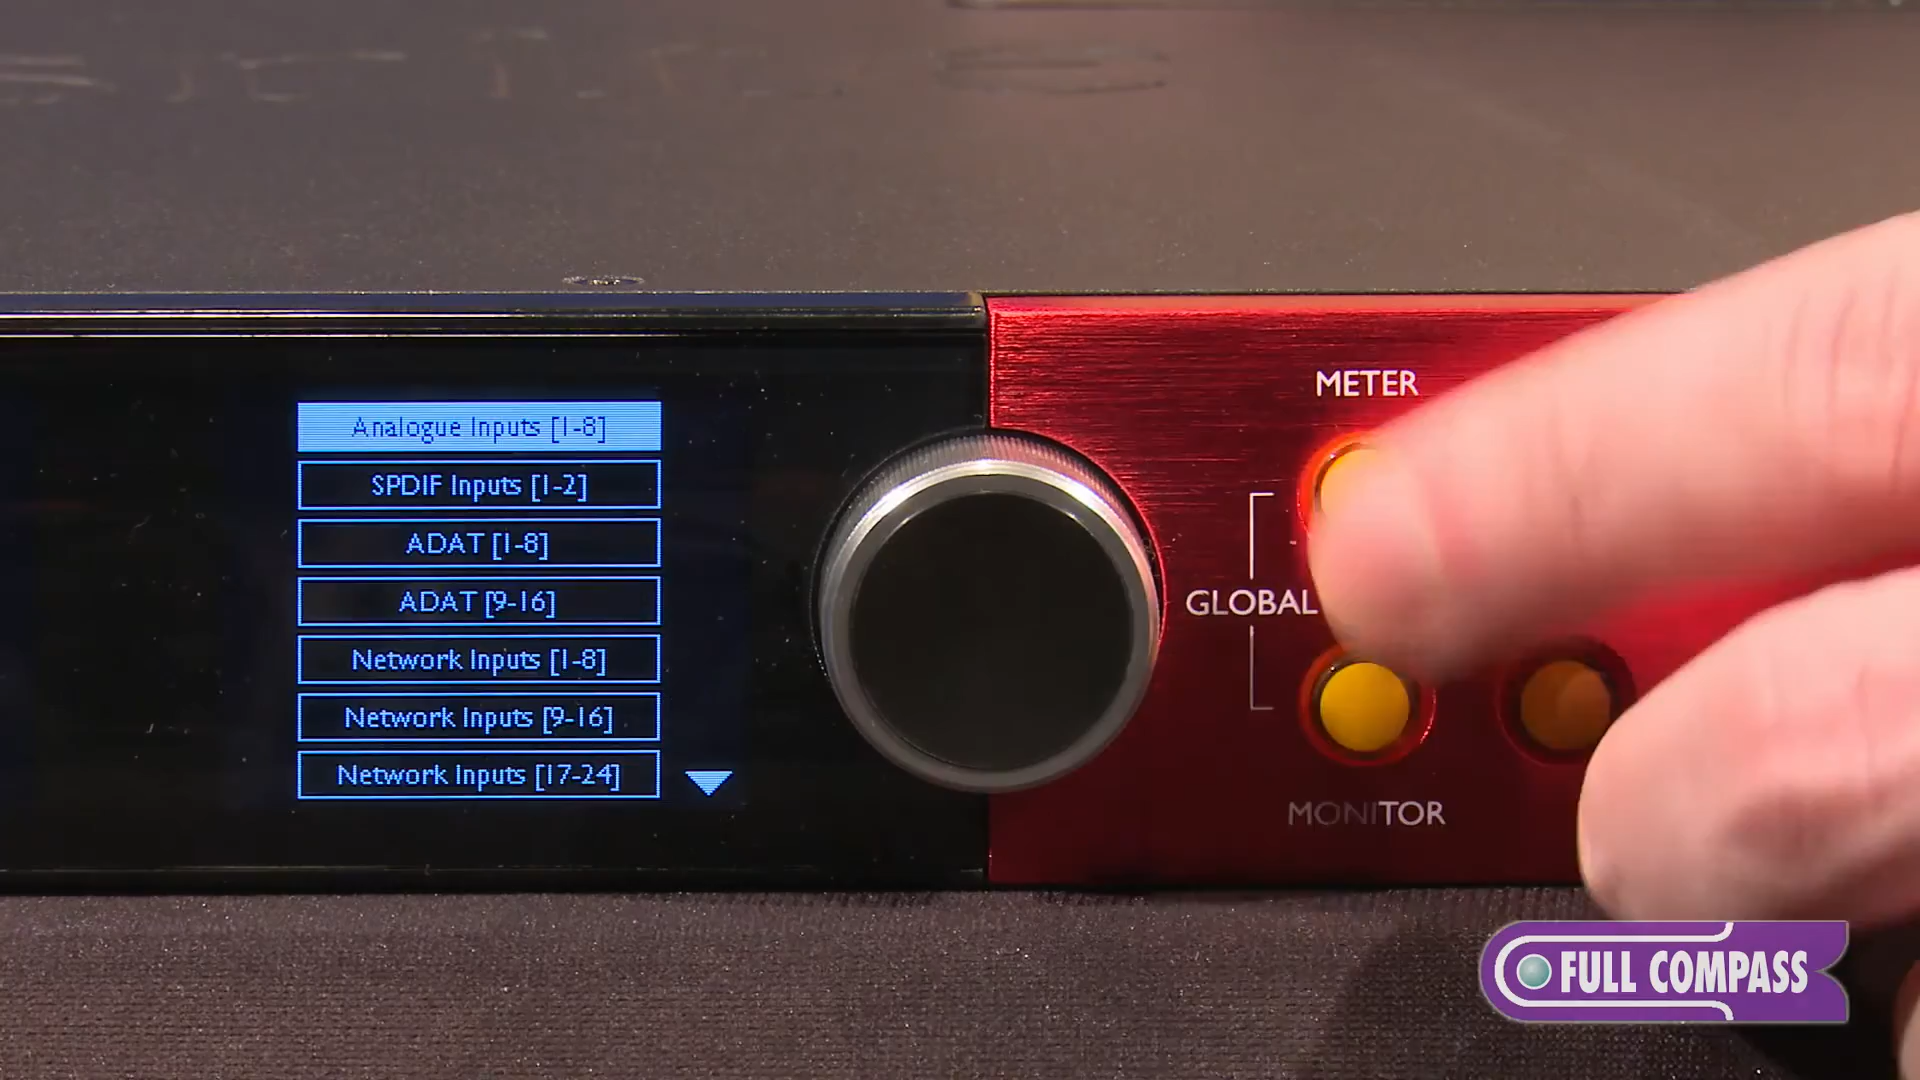 Analogue Inputs [1-8]
SPDIF Inputs [1-2]
ADAT [1-8]
ADAT [9-16]
Network Inputs [1-8]
Network Inputs [9-16]
Network Inputs [17-24]
METER
GLOBAL
MONITOR
FULL COMPASS